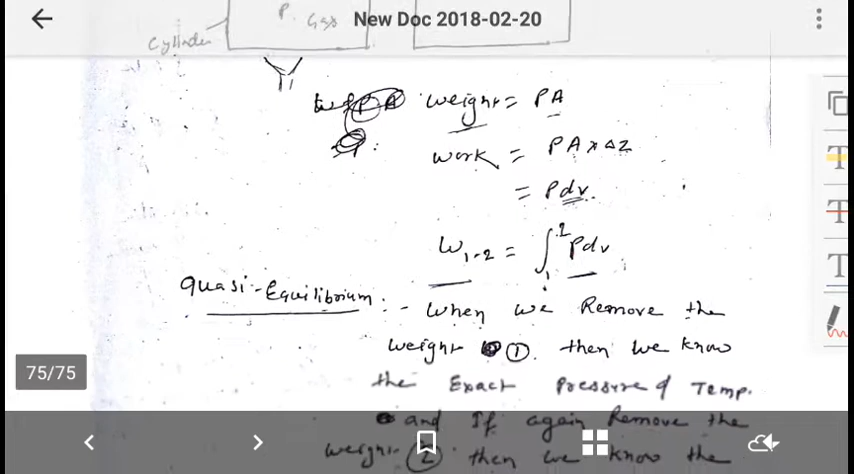 New Doc 2018-02-20
P. Gas
Cylinder
weight = PA
work = PA x Δz
= Pdv.
W1-2 = ∫₁² Pdv
Quasi-Equilibrium :- when we Remove the
weight ①. then we know
the Exact Pressure & Temp.
and If again Remove the
weight ② then we know the
75/75